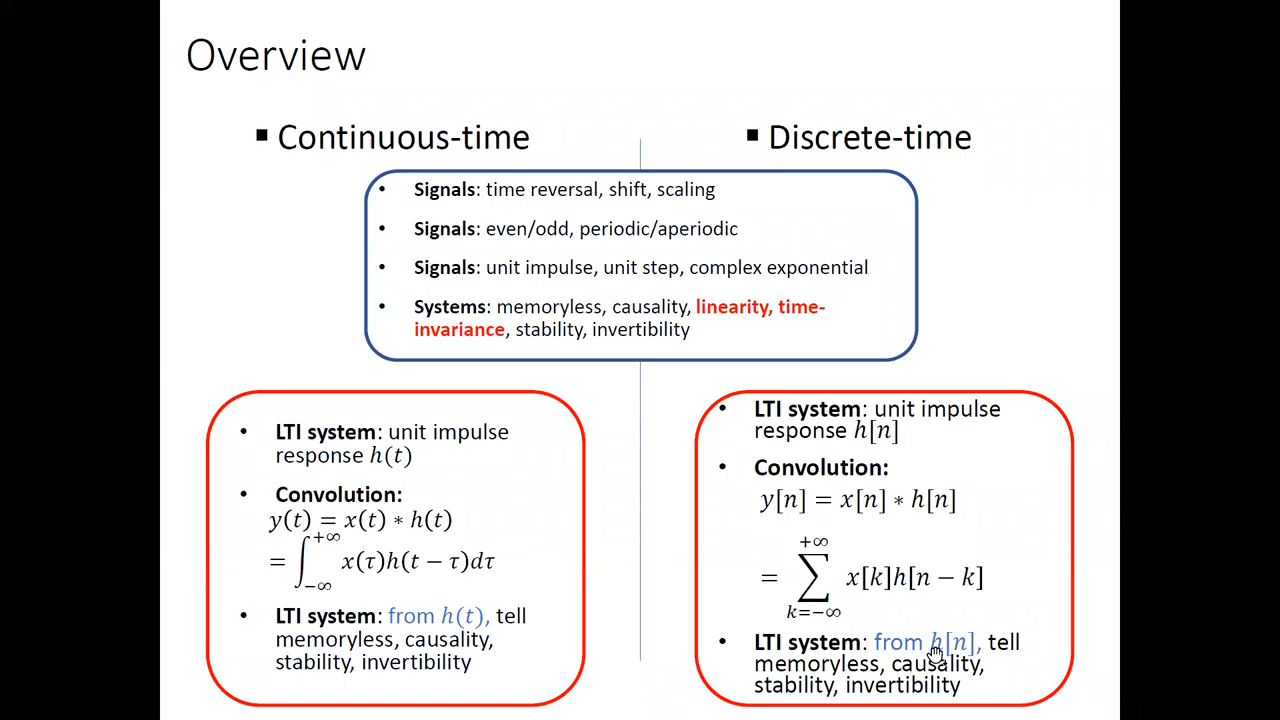 Overview
▪ Continuous-time
▪ Discrete-time
• Signals: time reversal, shift, scaling
• Signals: even/odd, periodic/aperiodic
• Signals: unit impulse, unit step, complex exponential
• Systems: memoryless, causality, linearity, time-
invariance, stability, invertibility
• LTI system: unit impulse
response h(t)
• Convolution:
y(t) = x(t) ∗ h(t)
= ∫_{−∞}^{+∞} x(τ)h(t − τ)dτ
• LTI system: from h(t), tell
memoryless, causality,
stability, invertibility
• LTI system: unit impulse
response h[n]
• Convolution:
y[n] = x[n] ∗ h[n]
= ∑_{k=−∞}^{+∞} x[k]h[n − k]
• LTI system: from h[n], tell
memoryless, causality,
stability, invertibility